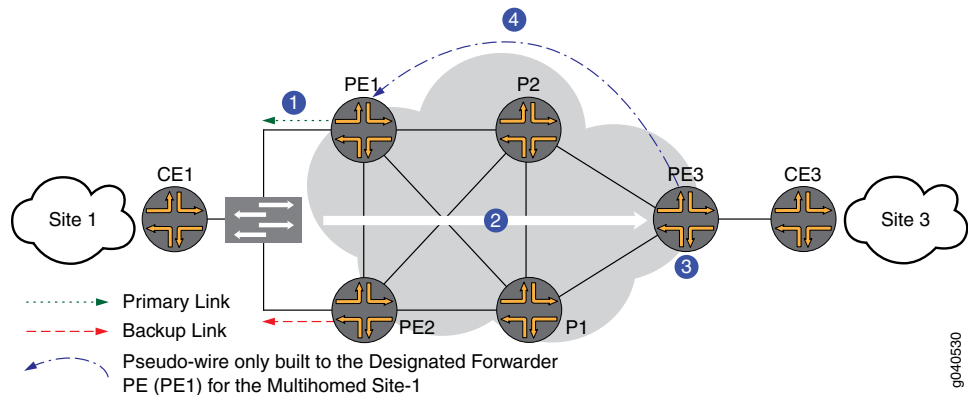 4
PE1
P2
1
CE1
PE3
CE3
Site 1
2
Site 3
3
Primary Link
PE2
P1
Backup Link
Pseudo-wire only built to the Designated Forwarder
PE (PE1) for the Multihomed Site-1
g040530